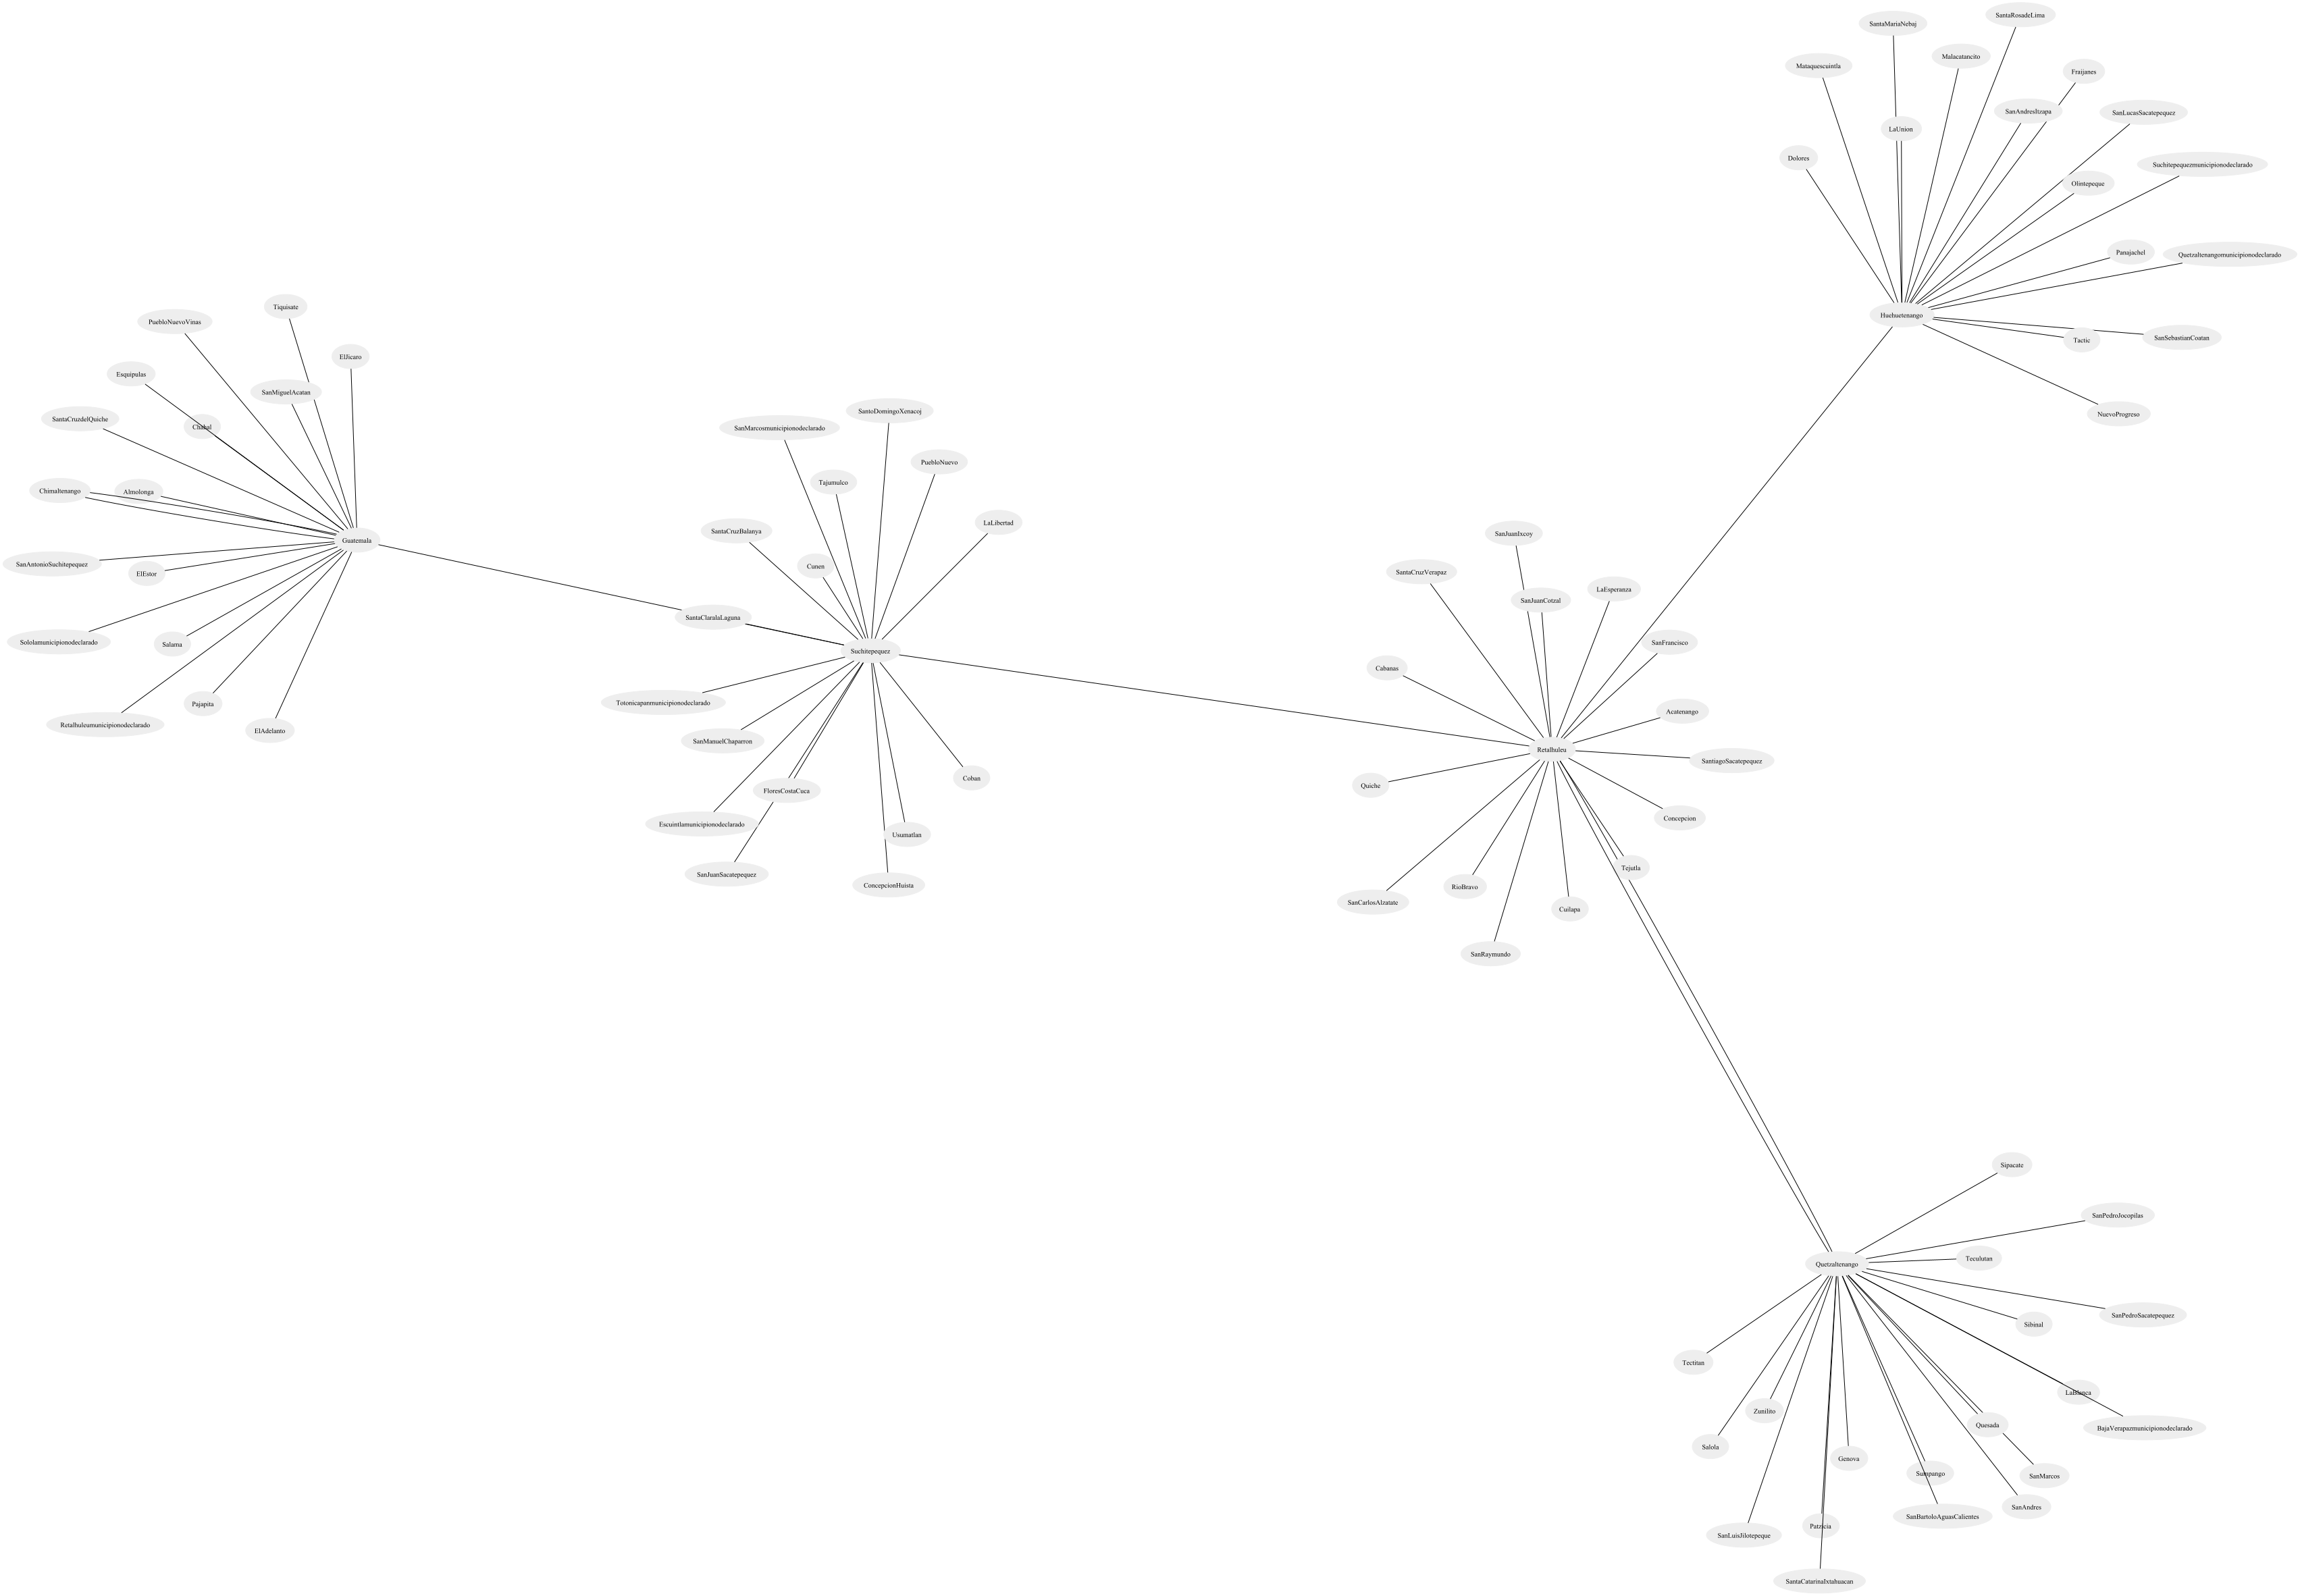 SantaRosadeLima
SantaMariaNebaj
Malacatancito
Mataquescuintla
Fraijanes
SanAndresItzapa
SanLucasSacatepequez
LaUnion
Dolores
Suchitepequezmunicipionodeclarado
Olintepeque
Panajachel
Quetzaltenangomunicipionodeclarado
Huehuetenango
Tactic
SanSebastianCoatan
NuevoProgreso
Tiquisate
PuebloNuevoVinas
ElJicaro
Esquipulas
SanMiguelAcatan
SantaCruzdelQuiche
Chahal
Chimaltenango
Almolonga
Guatemala
SanAntonioSuchitepequez
ElEstor
Sololamunicipionodeclarado
Salama
Pajapita
Retalhuleumunicipionodeclarado
ElAdelanto
SantoDomingoXenacoj
SanMarcosmunicipionodeclarado
PuebloNuevo
Tajumulco
LaLibertad
SantaCruzBalanya
Cunen
SantaClaralaLaguna
Suchitepequez
Totonicapanmunicipionodeclarado
SanManuelChaparron
Coban
FloresCostaCuca
Escuintlamunicipionodeclarado
Usumatlan
SanJuanSacatepequez
ConcepcionHuista
SanJuanIxcoy
SantaCruzVerapaz
LaEsperanza
SanJuanCotzal
SanFrancisco
Cabanas
Acatenango
Retalhuleu
SantiagoSacatepequez
Quiche
Concepcion
Tejutla
RioBravo
SanCarlosAlzatate
Cuilapa
SanRaymundo
Sipacate
SanPedroJocopilas
Teculutan
Quetzaltenango
SanPedroSacatepequez
Sibinal
Tectitan
LaBlanca
Zunilito
Quesada
BajaVerapazmunicipionodeclarado
Salola
Genova
Sumpango
SanMarcos
SanAndres
SanBartoloAguasCalientes
Patzicia
SanLuisJilotepeque
SantaCatarinaIxtahuacan